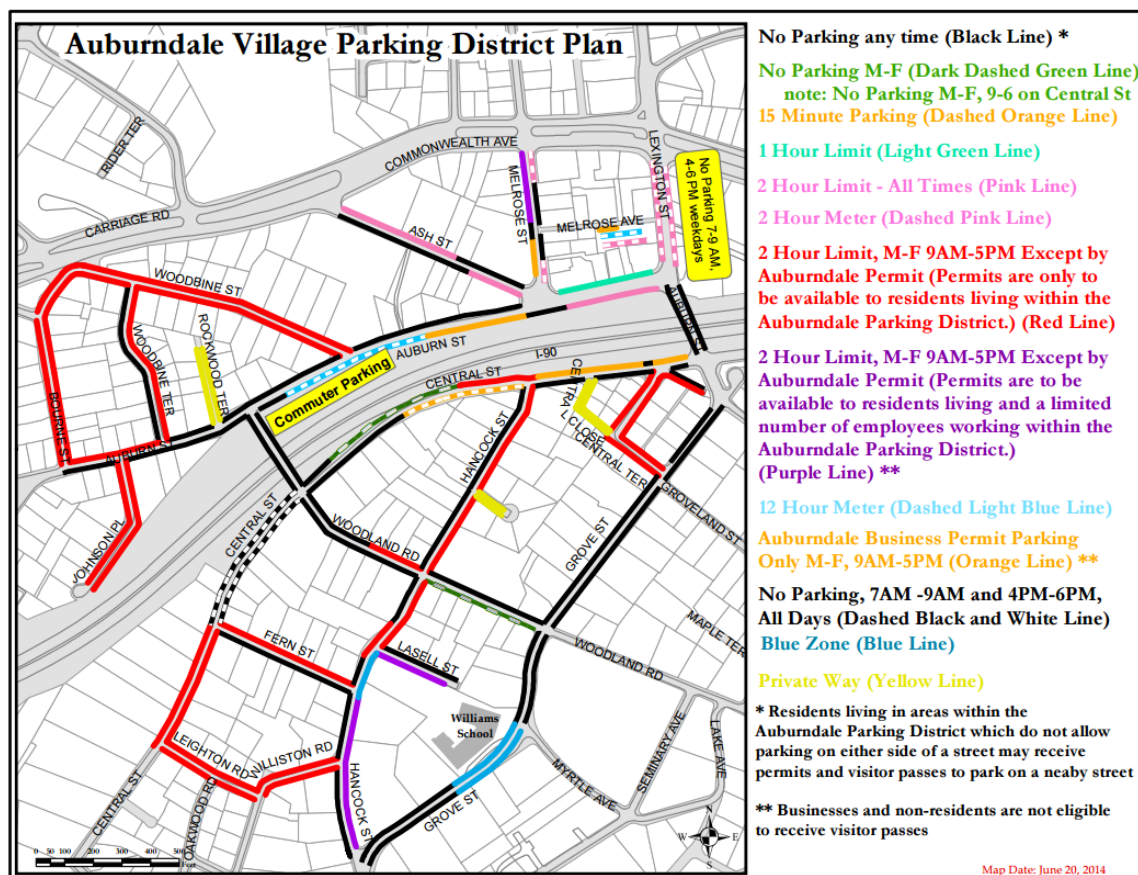 Auburndale Village Parking District Plan
RIDER TER
COMMONWEALTH AVE
CARRIAGE RD
LEXINGTON ST
No Parking 7-9 AM,
4-6 PM weekdays
MELROSE ST
MELROSE AVE
ASH ST
WOODBINE ST
WOODBINE TER
ROCKWOOD TER
BOURNE ST
AUBURN ST
AUBURN ST
AUBURN ST
I-90
Commuter Parking
CENTRAL ST
CENTRAL CLOSE
CENTRAL TER
HANCOCK ST
GROVELAND ST
CENTRAL ST
WOODLAND RD
GROVE ST
JOHNSON PL
MAPLE TER
FERN ST
LASELL ST
WOODLAND RD
Williams
School
SEMINARY AVE
LAKE AVE
LEIGHTON RD
WILLISTON RD
MYRTLE AVE
CENTRAL ST
OAKWOOD RD
HANCOCK ST
GROVE ST
N
W
E
S
0 50 100 200 300 400 500
Feet
No Parking any time (Black Line) *
No Parking M-F (Dark Dashed Green Line)
note: No Parking M-F, 9-6 on Central St
15 Minute Parking (Dashed Orange Line)
1 Hour Limit (Light Green Line)
2 Hour Limit - All Times (Pink Line)
2 Hour Meter (Dashed Pink Line)
2 Hour Limit, M-F 9AM-5PM Except by
Auburndale Permit (Permits are only to
be available to residents living within the
Auburndale Parking District.) (Red Line)
2 Hour Limit, M-F 9AM-5PM Except by
Auburndale Permit (Permits are to be
available to residents living and a limited
number of employees working within the
Auburndale Parking District.)
(Purple Line) **
12 Hour Meter (Dashed Light Blue Line)
Auburndale Business Permit Parking
Only M-F, 9AM-5PM (Orange Line) **
No Parking, 7AM -9AM and 4PM-6PM,
All Days (Dashed Black and White Line)
Blue Zone (Blue Line)
Private Way (Yellow Line)
* Residents living in areas within the
Auburndale Parking District which do not allow
parking on either side of a street may receive
permits and visitor passes to park on a neaby street
** Businesses and non-residents are not eligible
to receive visitor passes
Map Date: June 20, 2014